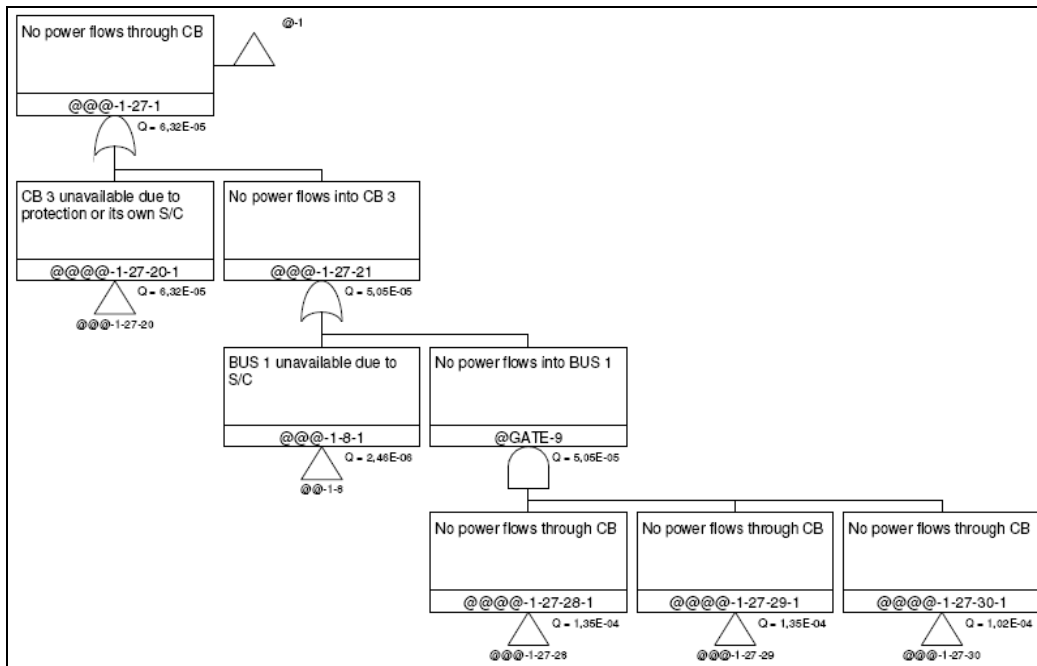 No power flows through CB
@-1
@@@-1-27-1
Q = 6,32E-05
CB 3 unavailable due to
protection or its own S/C
No power flows into CB 3
@@@@-1-27-20-1
@@@-1-27-21
Q = 6,32E-05
Q = 5,05E-05
@@@-1-27-20
BUS 1 unavailable due to
S/C
No power flows into BUS 1
@@@-1-8-1
@GATE-9
Q = 2,46E-06
Q = 5,05E-05
@@-1-8
No power flows through CB
No power flows through CB
No power flows through CB
@@@@-1-27-28-1
@@@@-1-27-29-1
@@@@-1-27-30-1
Q = 1,35E-04
Q = 1,35E-04
Q = 1,02E-04
@@@-1-27-28
@@@-1-27-29
@@@-1-27-30